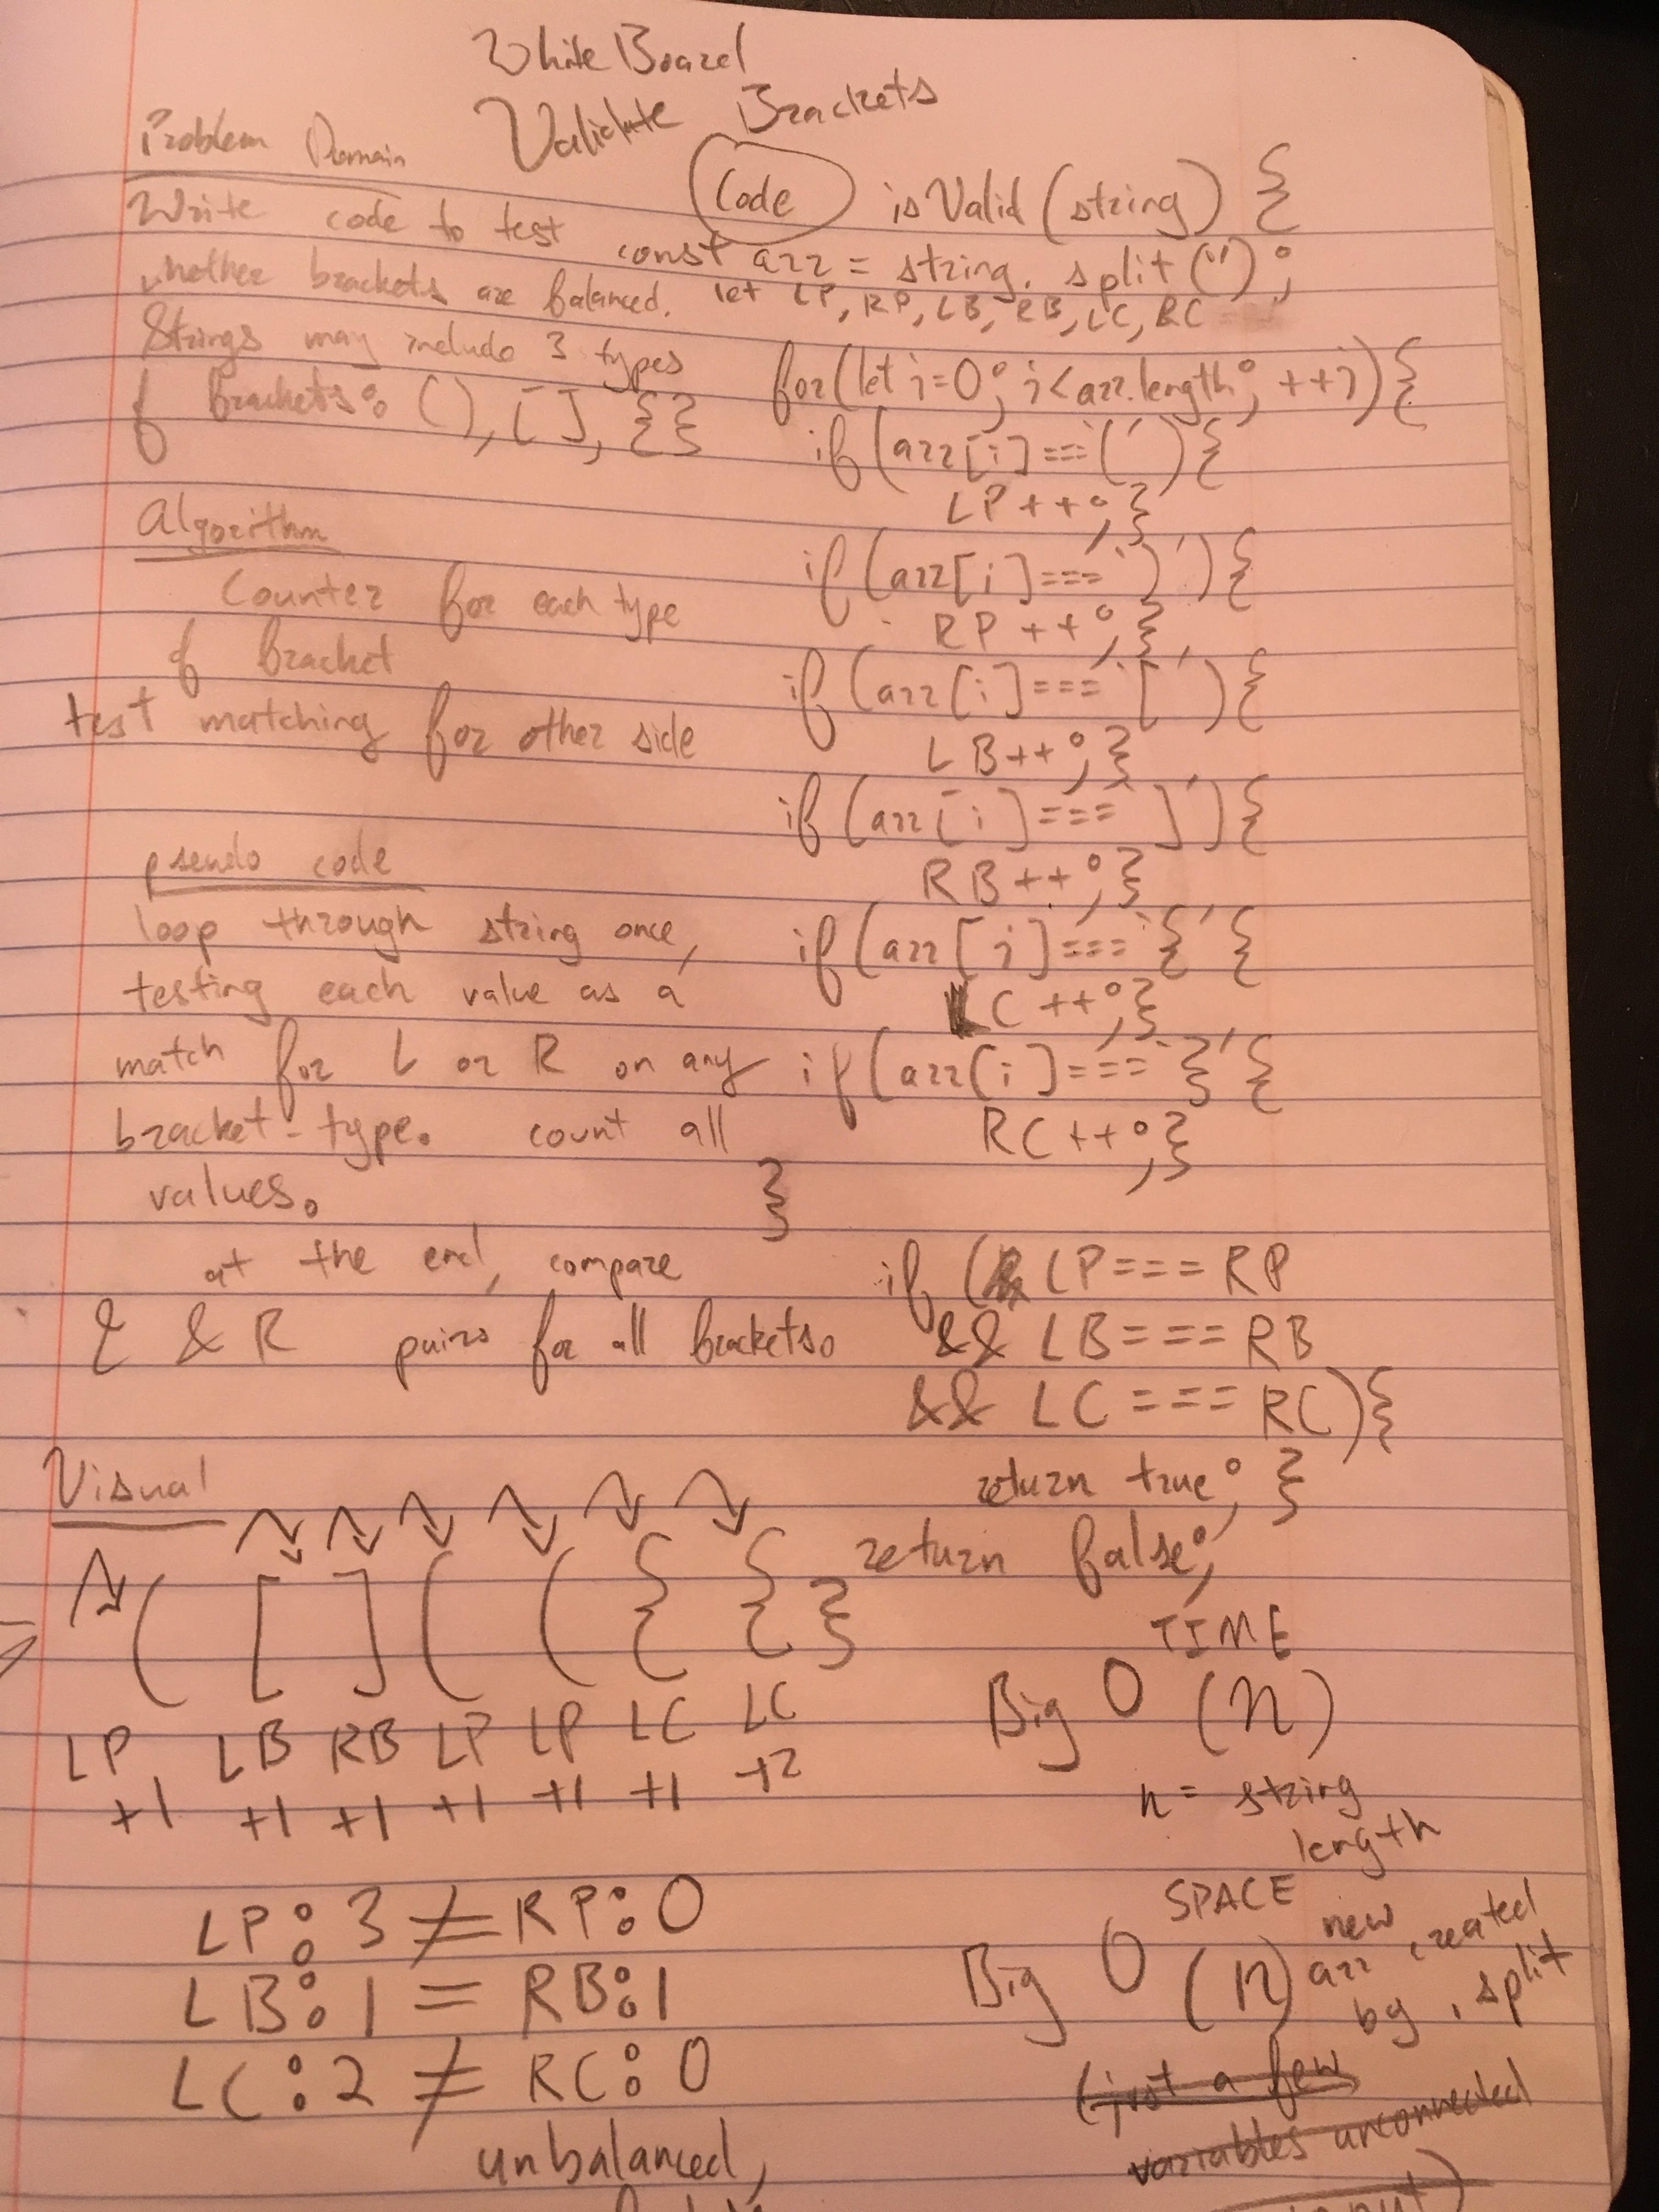 White Board
Validate Brackets
Problem Domain
Write code to test
whether brackets are balanced.
Strings may include 3 types
of Brackets: (), [], {}
Algorithm
Counter for each type
of Bracket
test matching for other side
pseudo code
loop through string once,
testing each value as a
match for L or R on any
bracket-type. count all
values.
at the end, compare
L & R pairs for all brackets.
Visual
( [ ] ( ( { { }
LP LB RB LP LP LC LC
+1 +1 +1 +1 +1 +1 +2
LP: 3 ≠ RP: 0
LB: 1 = RB: 1
LC: 2 ≠ RC: 0
unbalanced,
Code isValid(string) {
const arr = string.split('');
let LP, RP, LB, RB, LC, RC
for(let i=0; i<arr.length; ++i){
if (arr[i]==='('){
LP++;}
if (arr[i]===')'){
RP++;}
if (arr[i]==='['){
LB++;}
if (arr[i]===']'){
RB++;}
if (arr[i]==='{'{
LC++;}
if (arr[i]==='}'{
RC++;}
}
if (LP===RP
&& LB===RB
&& LC===RC){
return true;}
return false;
TIME
Big O (n)
n = string
length
SPACE
Big O (n) new
arr created
by .split
(just a few
variables unconnected